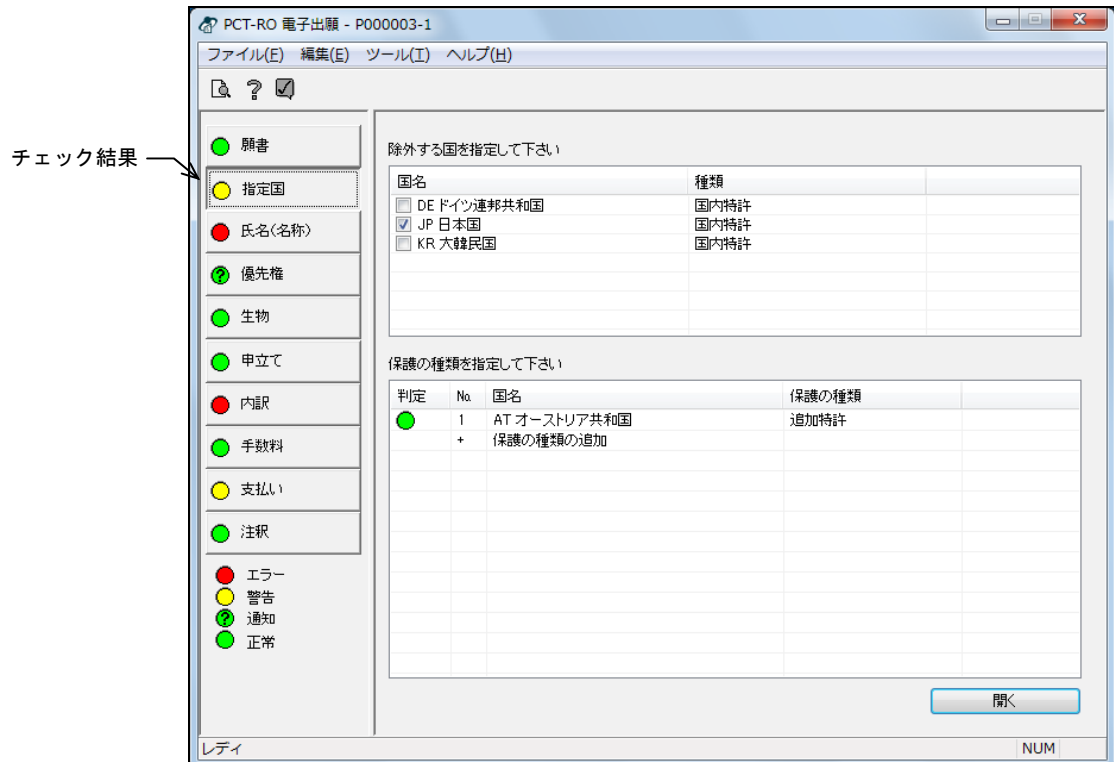 PCT-RO 電子出願 - P000003-1
ファイル(F) 編集(E) ツール(T) ヘルプ(H)
チェック結果
願書
指定国
氏名(名称)
優先権
生物
申立て
内訳
手数料
支払い
注釈
エラー
警告
通知
正常
除外する国を指定して下さい
国名 種類
DE ドイツ連邦共和国 国内特許
JP 日本国 国内特許
KR 大韓民国 国内特許
保護の種類を指定して下さい
判定 No. 国名 保護の種類
1 AT オーストリア共和国 追加特許
+ 保護の種類の追加
開く
レディ NUM